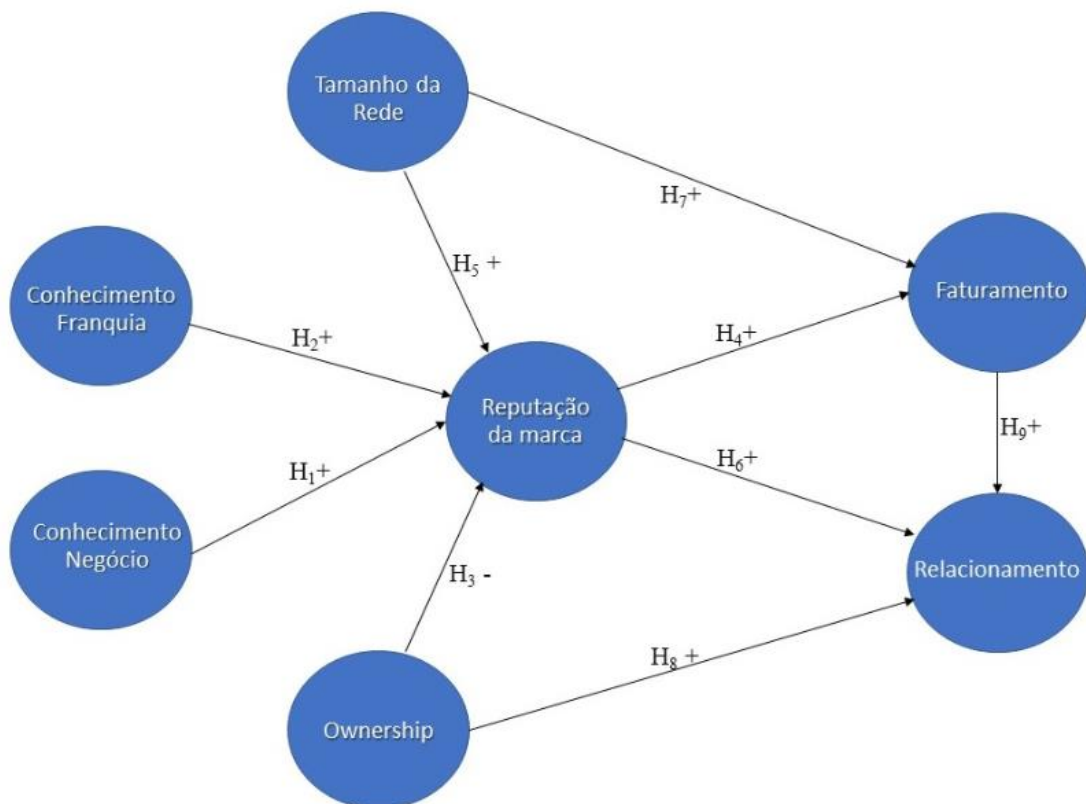 Tamanho da
Rede
H₇+
H₅ +
Conhecimento
Franquia
Faturamento
H₂+
H₄+
Reputação
da marca
H₉+
H₁+
H₆+
Conhecimento
Negócio
Relacionamento
H₃ -
H₈ +
Ownership